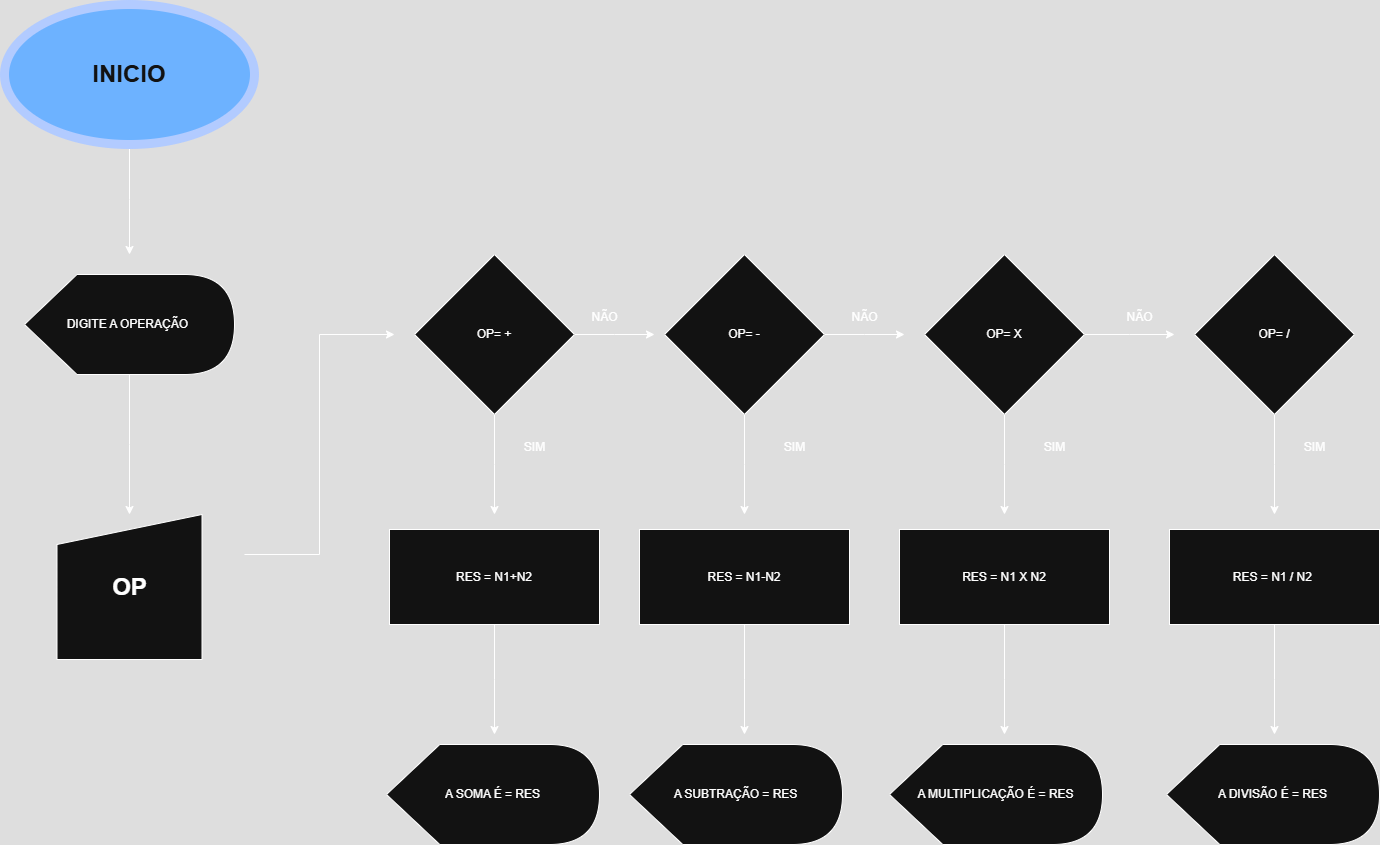 INICIO
DIGITE A OPERAÇÃO
OP
OP= +
NÃO
OP= -
NÃO
OP= X
NÃO
OP= /
SIM
SIM
SIM
SIM
RES = N1+N2
RES = N1-N2
RES = N1 X N2
RES = N1 / N2
A SOMA É = RES
A SUBTRAÇÃO = RES
A MULTIPLICAÇÃO É = RES
A DIVISÃO É = RES